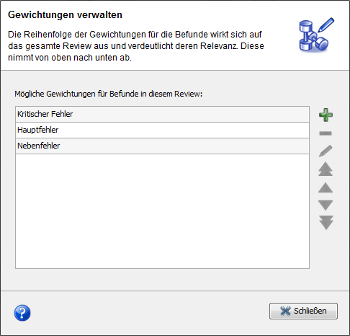 Gewichtungen verwalten
Die Reihenfolge der Gewichtungen für die Befunde wirkt sich auf
das gesamte Review aus und verdeutlicht deren Relevanz. Diese
nimmt von oben nach unten ab.
Mögliche Gewichtungen für Befunde in diesem Review:
Kritischer Fehler
Hauptfehler
Nebenfehler
Schließen